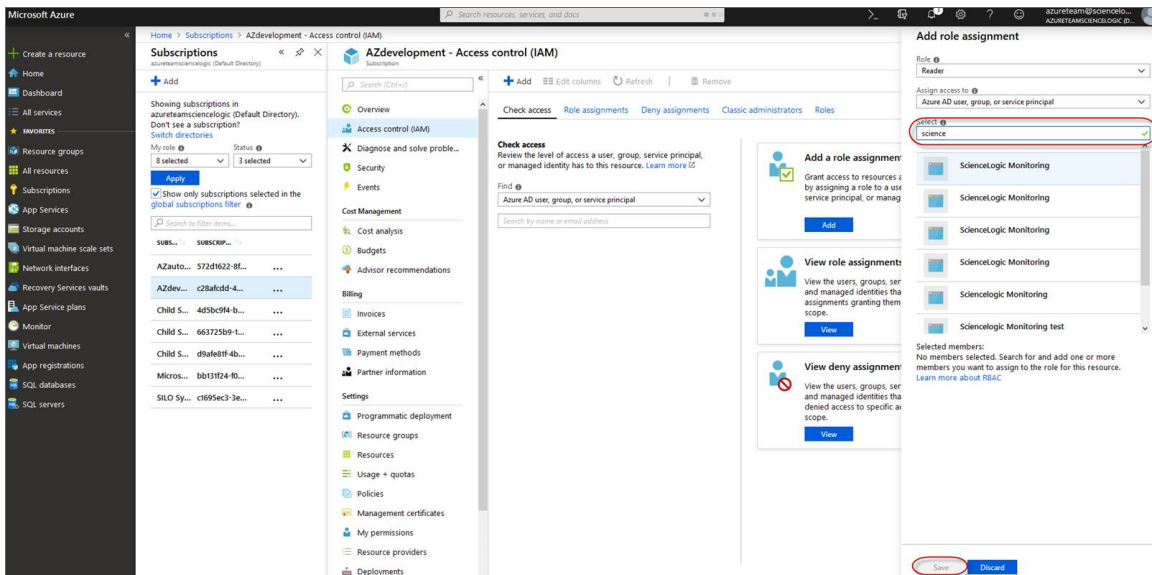 Microsoft Azure
Search resources, services, and docs
azureteam@sciencelo...
AZURETEAMSCIENCELOGIC (D...
Create a resource
Home
Dashboard
All services
FAVORITES
Resource groups
All resources
Subscriptions
App Services
Storage accounts
Virtual machine scale sets
Network interfaces
Recovery Services vaults
App Service plans
Monitor
Virtual machines
App registrations
SQL databases
SQL servers
Home > Subscriptions > AZdevelopment - Access control (IAM)
Subscriptions
azureteamsciencelogic (Default Directory)
Add
Showing subscriptions in
azureteamsciencelogic (Default Directory).
Don't see a subscription?
Switch directories
My role Status
8 selected 3 selected
Apply
Show only subscriptions selected in the
global subscriptions filter
Search to filter items...
SUBS... SUBSCRIP...
AZauto... 572d1622-8f... ...
AZdev... c28afcdd-4... ...
Child S... 4d5bc9f4-b... ...
Child S... 663725b9-1... ...
Child S... d9afe81f-4b... ...
Micros... bb131f24-f0... ...
SILO Sy... c1695ec3-3e... ...
AZdevelopment - Access control (IAM)
Subscription
Search (Ctrl+/)
Overview
Access control (IAM)
Diagnose and solve proble...
Security
Events
Cost Management
Cost analysis
Budgets
Advisor recommendations
Billing
Invoices
External services
Payment methods
Partner information
Settings
Programmatic deployment
Resource groups
Resources
Usage + quotas
Policies
Management certificates
My permissions
Resource providers
Deployments
Add Edit columns Refresh Remove
Check access Role assignments Deny assignments Classic administrators Roles
Check access
Review the level of access a user, group, service principal,
or managed identity has to this resource. Learn more
Find
Azure AD user, group, or service principal
Search by name or email address
Add a role assignmen
Grant access to resources a
by assigning a role to a use
service principal, or manag
Add
View role assignments
View the users, groups, ser
and managed identities tha
assignments granting them
scope.
View
View deny assignmen
View the users, groups, ser
and managed identities tha
denied access to specific a
scope.
View
Add role assignment
Role
Reader
Assign access to
Azure AD user, group, or service principal
Select
science
ScienceLogic Monitoring
ScienceLogic Monitoring
ScienceLogic Monitoring
ScienceLogic Monitoring
Sciencelogic Monitoring
Sciencelogic Monitoring test
Selected members:
No members selected. Search for and add one or more
members you want to assign to the role for this resource.
Learn more about RBAC
Save Discard